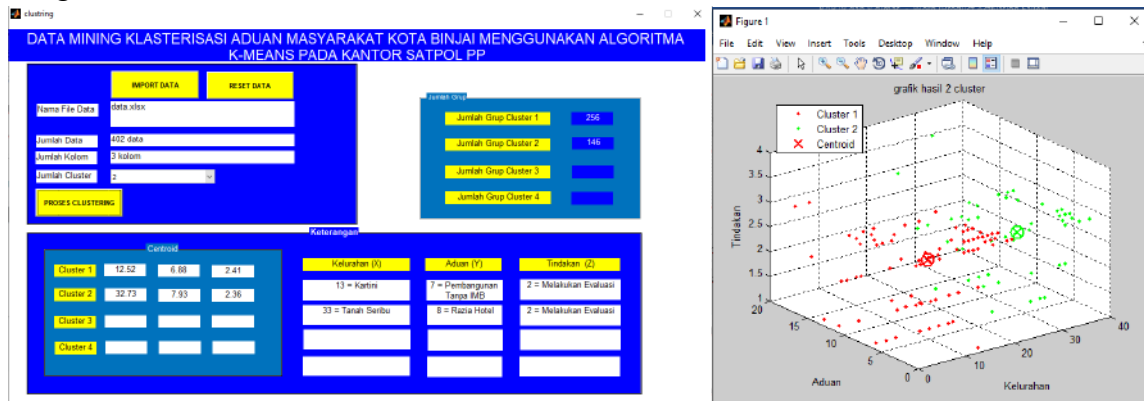 clustring
DATA MINING KLASTERISASI ADUAN MASYARAKAT KOTA BINJAI MENGGUNAKAN ALGORITMA
K-MEANS PADA KANTOR SATPOL PP
IMPORT DATA
RESET DATA
Nama File Data
data.xlsx
Jumlah Data
402 data
Jumlah Kolom
3 kolom
Jumlah Cluster
2
PROSES CLUSTERING
Jumlah Grup
Jumlah Grup Cluster 1
256
Jumlah Grup Cluster 2
146
Jumlah Grup Cluster 3
Jumlah Grup Cluster 4
Keterangan
Centroid
Cluster 1
12.52
6.88
2.41
Cluster 2
32.73
7.93
2.36
Cluster 3
Cluster 4
Kelurahan (X)
Aduan (Y)
Tindakan (Z)
13 = Kartini
7 = Pembangunan
Tanpa IMB
2 = Melakukan Evaluasi
33 = Tanah Seribu
8 = Razia Hotel
2 = Melakukan Evaluasi
Figure 1
File Edit View Insert Tools Desktop Window Help
grafik hasil 2 cluster
Cluster 1
Cluster 2
Centroid
4
3.5
3
2.5
2
1.5
1
Tindakan
20
15
10
5
0
Aduan
0
10
20
30
40
Kelurahan